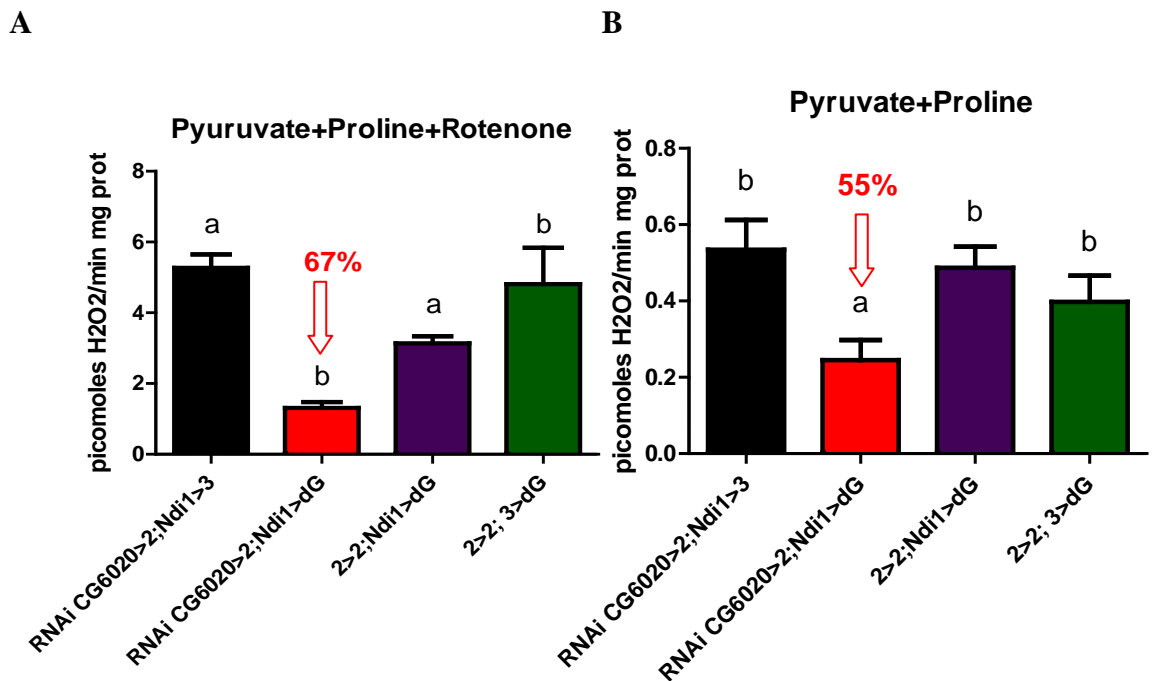 A
Pyuruvate+Proline+Rotenone
picomoles H2O2/min mg prot
8
6
4
2
0
a
67%
b
a
b
RNAi CG6020>2;Ndi1>3
RNAi CG6020>2;Ndi1>dG
2>2;Ndi1>dG
2>2; 3>dG
B
Pyruvate+Proline
picomoles H2O2/min mg prot
0.8
0.6
0.4
0.2
0.0
b
55%
a
b
b
RNAi CG6020>2;Ndi1>3
RNAi CG6020>2;Ndi1>dG
2>2;Ndi1>dG
2>2; 3>dG